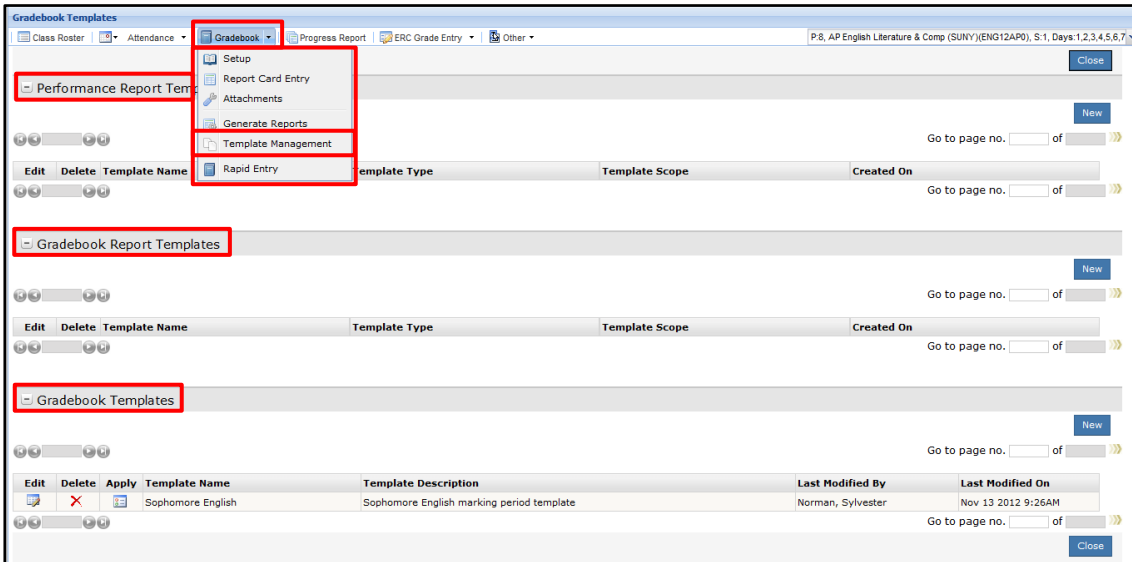 Gradebook Templates
Class Roster Attendance Gradebook Progress Report ERC Grade Entry Other P:8, AP English Literature & Comp (SUNY)(ENG12AP0), S:1, Days:1,2,3,4,5,6,7
Setup
Close
Report Card Entry
Performance Report Temp
Attachments
New
Generate Reports
Go to page no. of
Template Management
Rapid Entry
Edit Delete Template Name Template Type Template Scope Created On
Go to page no. of
Gradebook Report Templates
New
Go to page no. of
Edit Delete Template Name Template Type Template Scope Created On
Go to page no. of
Gradebook Templates
New
Go to page no. of
Edit Delete Apply Template Name Template Description Last Modified By Last Modified On
Sophomore English Sophomore English marking period template Norman, Sylvester Nov 13 2012 9:26AM
Go to page no. of
Close